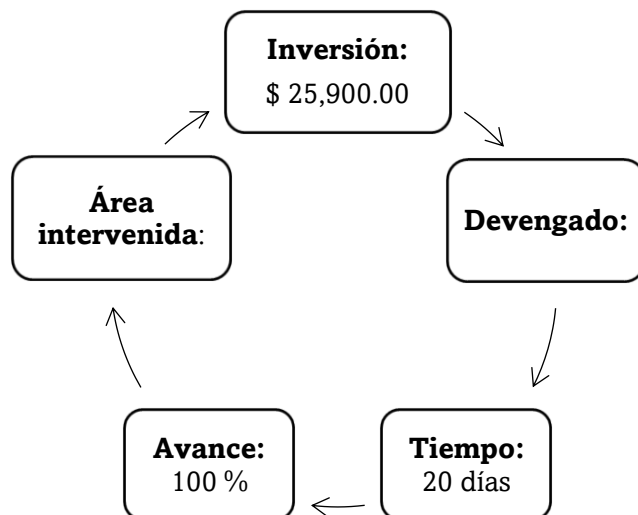 Inversión:
$ 25,900.00
Devengado:
Tiempo:
20 días
Avance:
100 %
Área
intervenida: